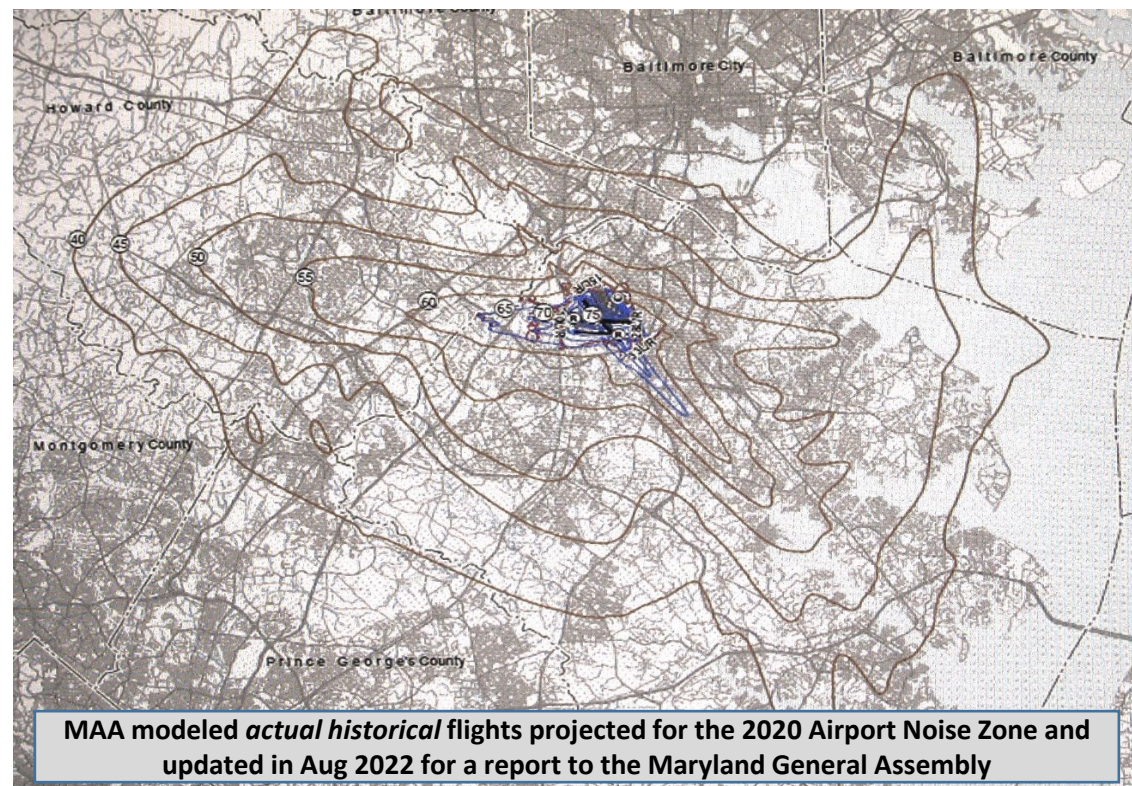 Baltimore County
Baltimore City
Baltimore County
Howard County
40
45
50
55
60
65
70
75
Montgomery County
Prince George's County
MAA modeled actual historical flights projected for the 2020 Airport Noise Zone and
updated in Aug 2022 for a report to the Maryland General Assembly